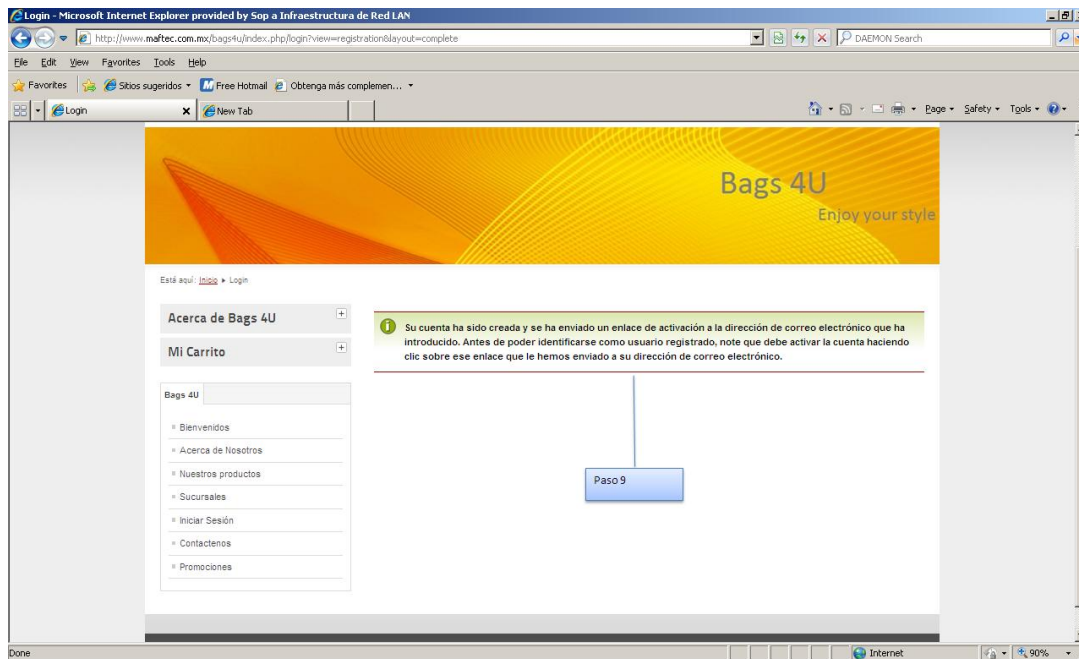 Login - Microsoft Internet Explorer provided by Sop a Infraestructura de Red LAN
http://www.maftec.com.mx/bags4u/index.php/login?view=registration&layout=complete
DAEMON Search
File Edit View Favorites Tools Help
Favorites Sitios sugeridos Free Hotmail Obtenga más complemen...
Login New Tab Page Safety Tools
Bags 4U
Enjoy your style
Está aquí: Inicio Login
Acerca de Bags 4U
Mi Carrito
Su cuenta ha sido creada y se ha enviado un enlace de activación a la dirección de correo electrónico que ha
introducido. Antes de poder identificarse como usuario registrado, note que debe activar la cuenta haciendo
clic sobre ese enlace que le hemos enviado a su dirección de correo electrónico.
Bags 4U
Bienvenidos
Acerca de Nosotros
Nuestros productos
Sucursales
Iniciar Sesión
Contactenos
Promociones
Paso 9
Done Internet 90%